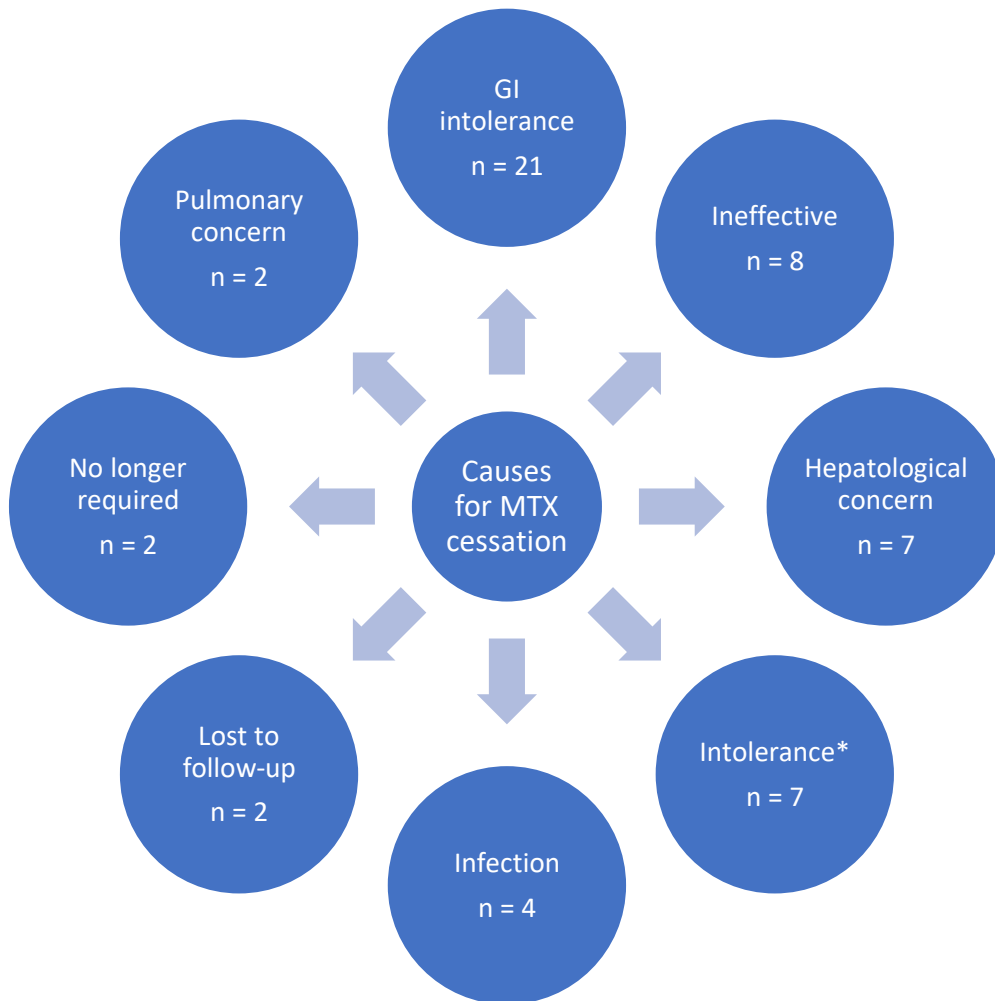 GI
intolerance
n = 21
Ineffective
n = 8
Hepatological
concern
n = 7
Intolerance*
n = 7
Infection
n = 4
Lost to
follow-up
n = 2
No longer
required
n = 2
Pulmonary
concern
n = 2
Causes
for MTX
cessation